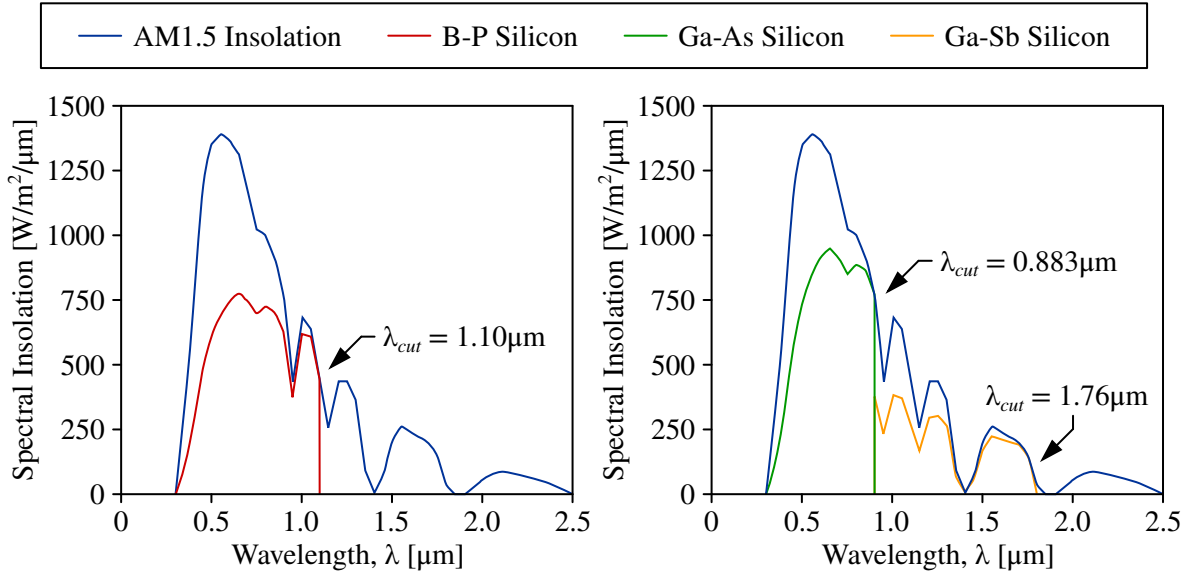 AM1.5 Insolation B-P Silicon Ga-As Silicon Ga-Sb Silicon
Spectral Insolation [W/m²/µm]
1500
1250
1000
750
500
250
0
λcut = 1.10µm
0 0.5 1.0 1.5 2.0 2.5
Wavelength, λ [µm]
Spectral Insolation [W/m²/µm]
1500
1250
1000
750
500
250
0
λcut = 0.883µm
λcut = 1.76µm
0 0.5 1.0 1.5 2.0 2.5
Wavelength, λ [µm]